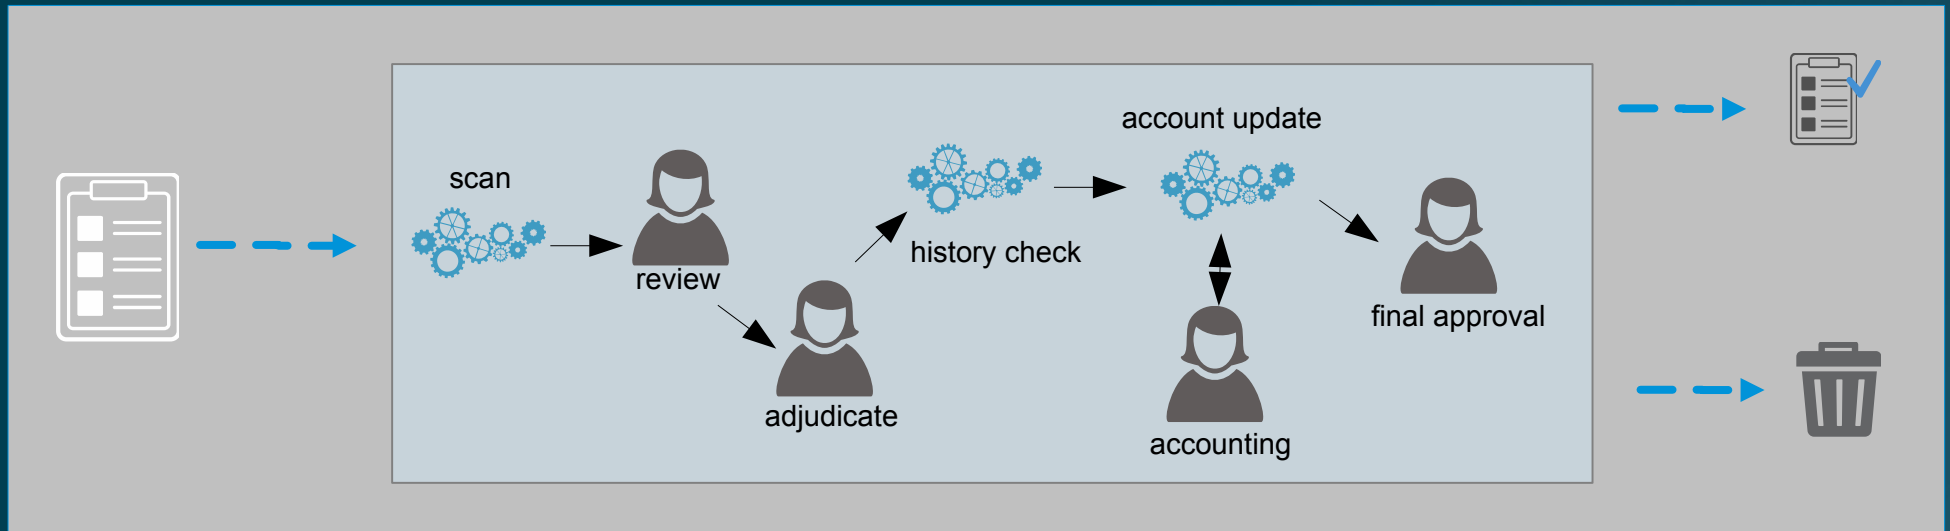 scan
review
adjudicate
history check
account update
accounting
final approval